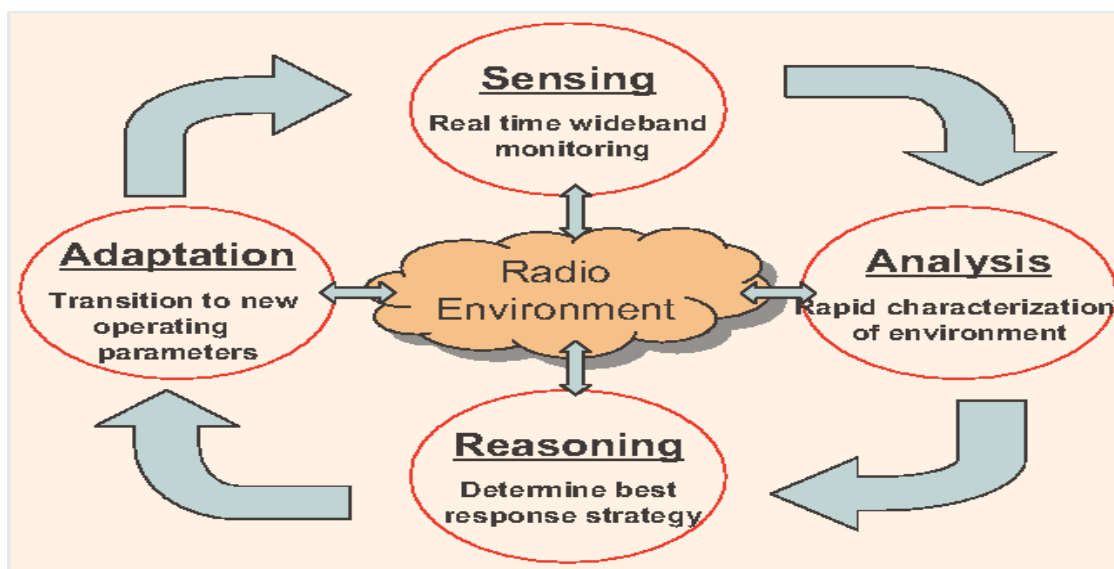 Sensing
Real time wideband
monitoring
Adaptation
Transition to new
operating
parameters
Radio
Environment
Analysis
Rapid characterization
of environment
Reasoning
Determine best
response strategy